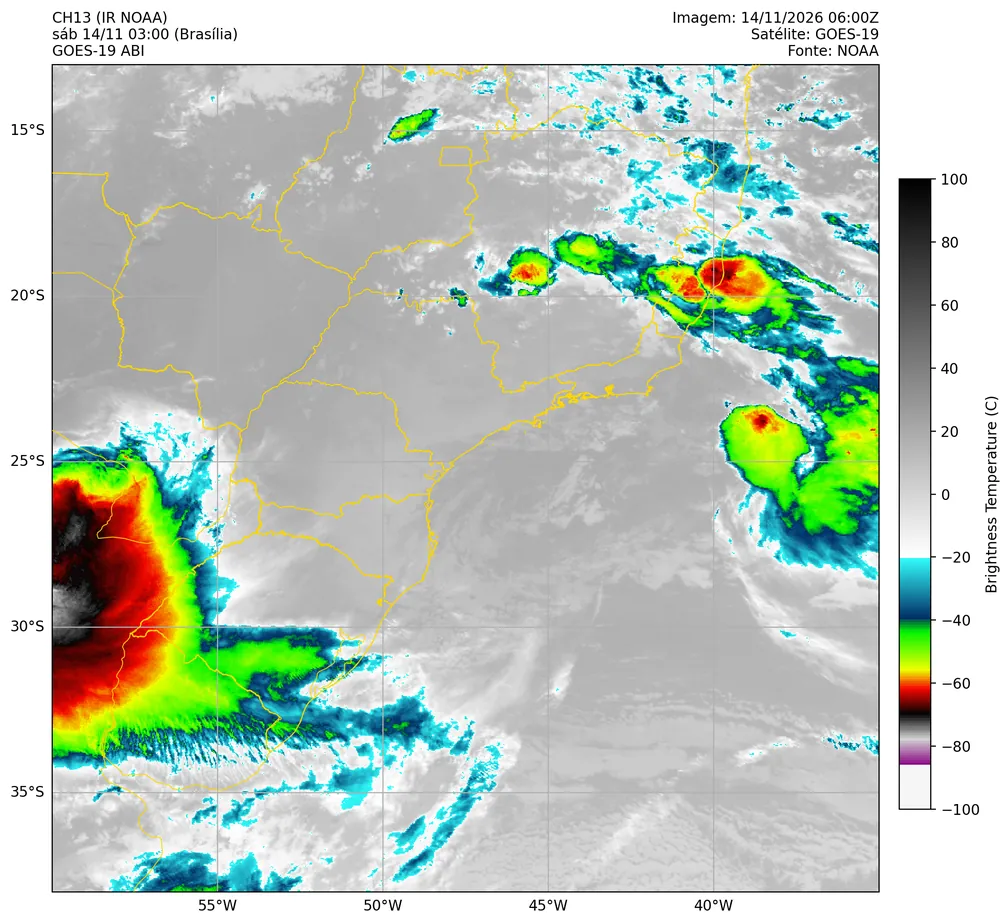 CH13 (IR NOAA)
sáb 14/11 03:00 (Brasília)
GOES-19 ABI
Imagem: 14/11/2026 06:00Z
Satélite: GOES-19
Fonte: NOAA
15°S
20°S
25°S
30°S
35°S
55°W
50°W
45°W
40°W
100
80
60
40
20
0
−20
−40
−60
−80
−100
Brightness Temperature (C)